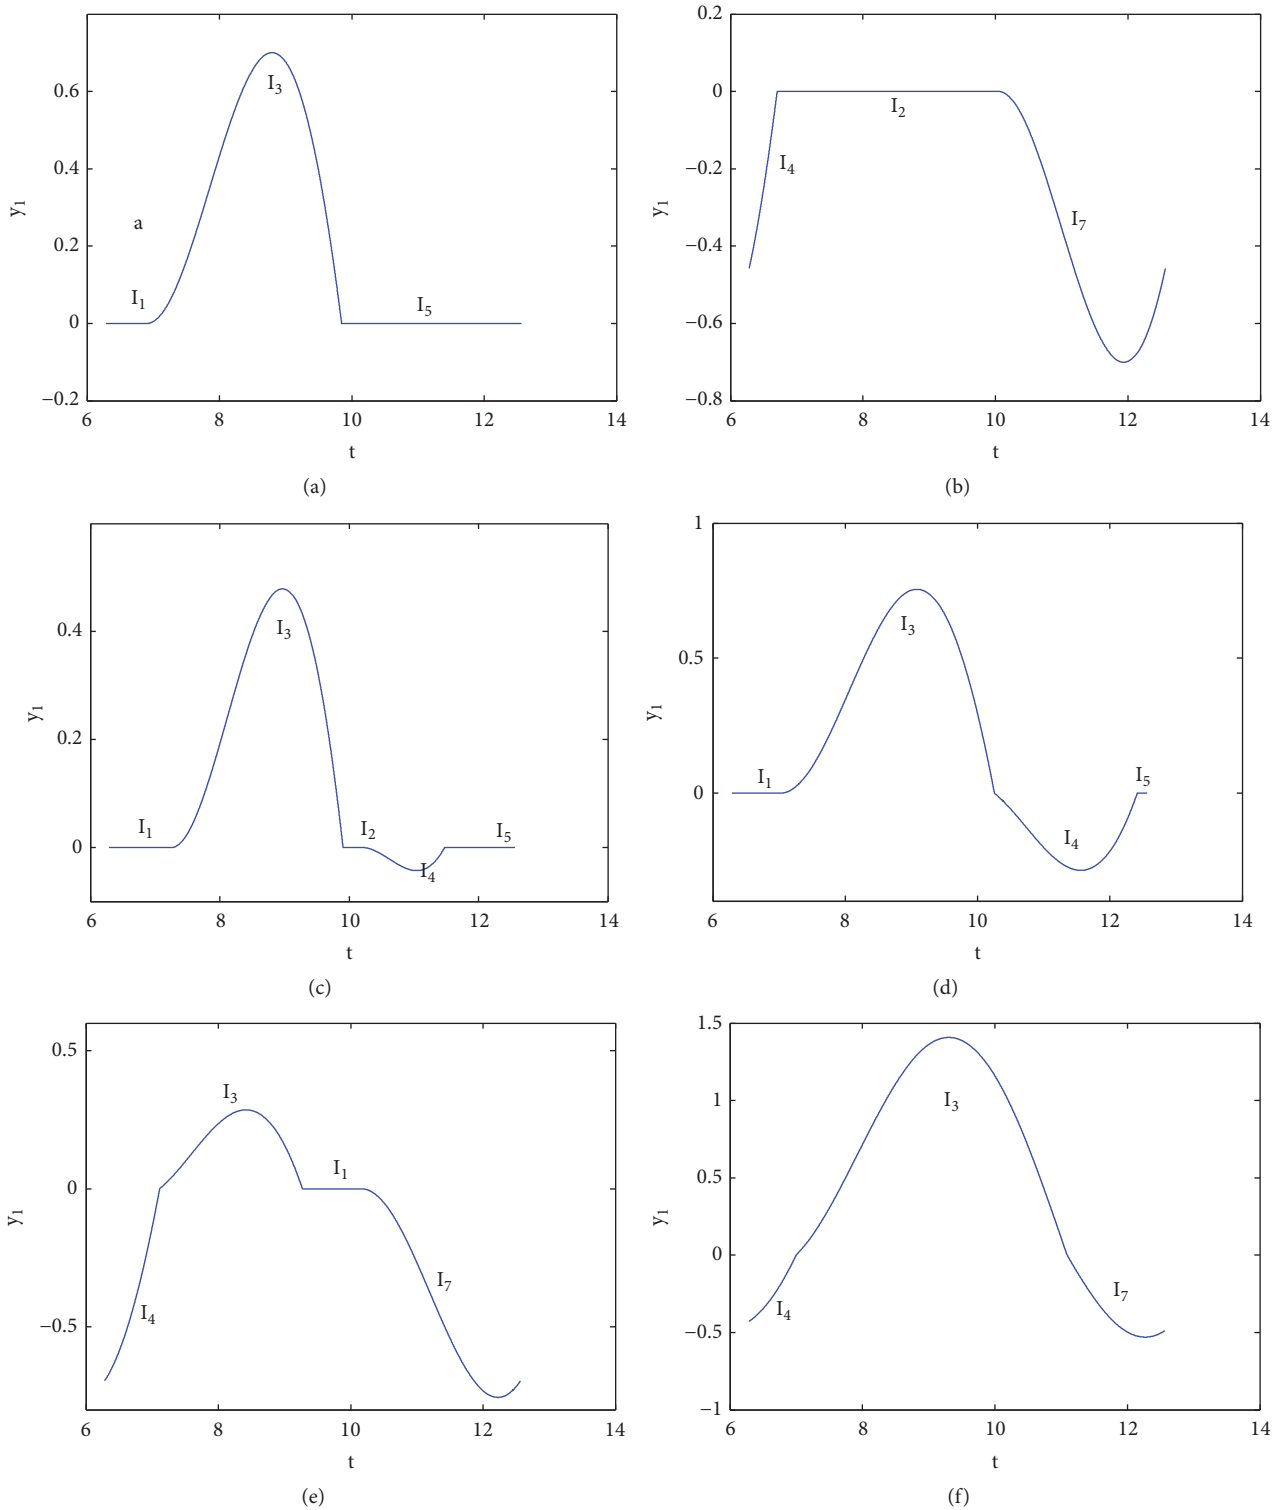 0.6
0.4
0.2
0
−0.2
y₁
a
I₁
I₃
I₅
6 8 10 12 14
t
(a)
0.2
0
−0.2
−0.4
−0.6
−0.8
y₁
I₄
I₂
I₇
6 8 10 12 14
t
(b)
0.4
0.2
0
y₁
I₁
I₃
I₂
I₄
I₅
6 8 10 12 14
t
(c)
1
0.5
0
y₁
I₁
I₃
I₄
I₅
6 8 10 12 14
t
(d)
0.5
0
−0.5
y₁
I₄
I₃
I₁
I₇
6 8 10 12 14
t
(e)
1.5
1
0.5
0
−0.5
−1
y₁
I₄
I₃
I₇
6 8 10 12 14
t
(f)